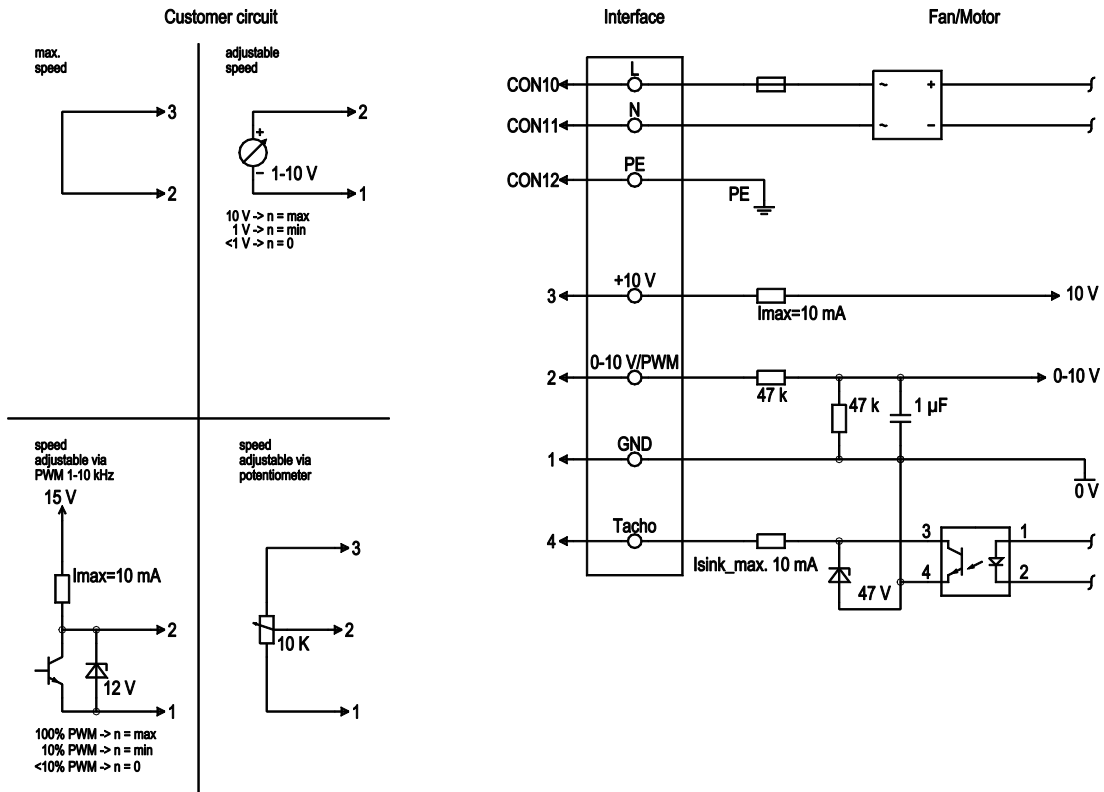 Customer circuit
Interface
Fan/Motor
max.
speed
3
2
adjustable
speed
2
+
–
1-10 V
1
10 V -> n = max
1 V -> n = min
<1 V -> n = 0
speed
adjustable via
PWM 1-10 kHz
15 V
Imax=10 mA
2
12 V
1
100% PWM -> n = max
10% PWM -> n = min
<10% PWM -> n = 0
speed
adjustable via
potentiometer
3
2
10 K
1
CON10
L
~
+
CON11
N
~
–
CON12
PE
PE
3
+10 V
Imax=10 mA
10 V
2
0-10 V/PWM
47 k
47 k
1 µF
0-10 V
1
GND
0 V
4
Tacho
Isink_max. 10 mA
47 V
3
4
1
2